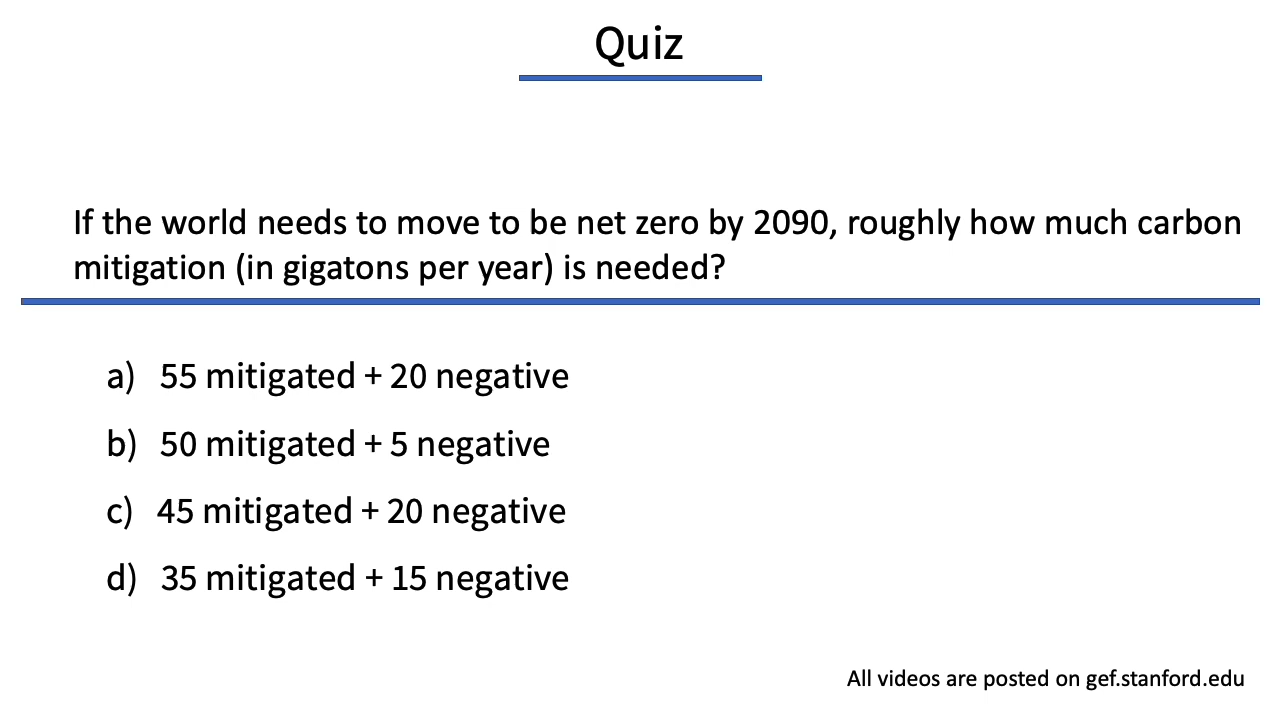 Quiz
If the world needs to move to be net zero by 2090, roughly how much carbon
mitigation (in gigatons per year) is needed?
a) 55 mitigated + 20 negative
b) 50 mitigated + 5 negative
c) 45 mitigated + 20 negative
d) 35 mitigated + 15 negative
All videos are posted on gef.stanford.edu